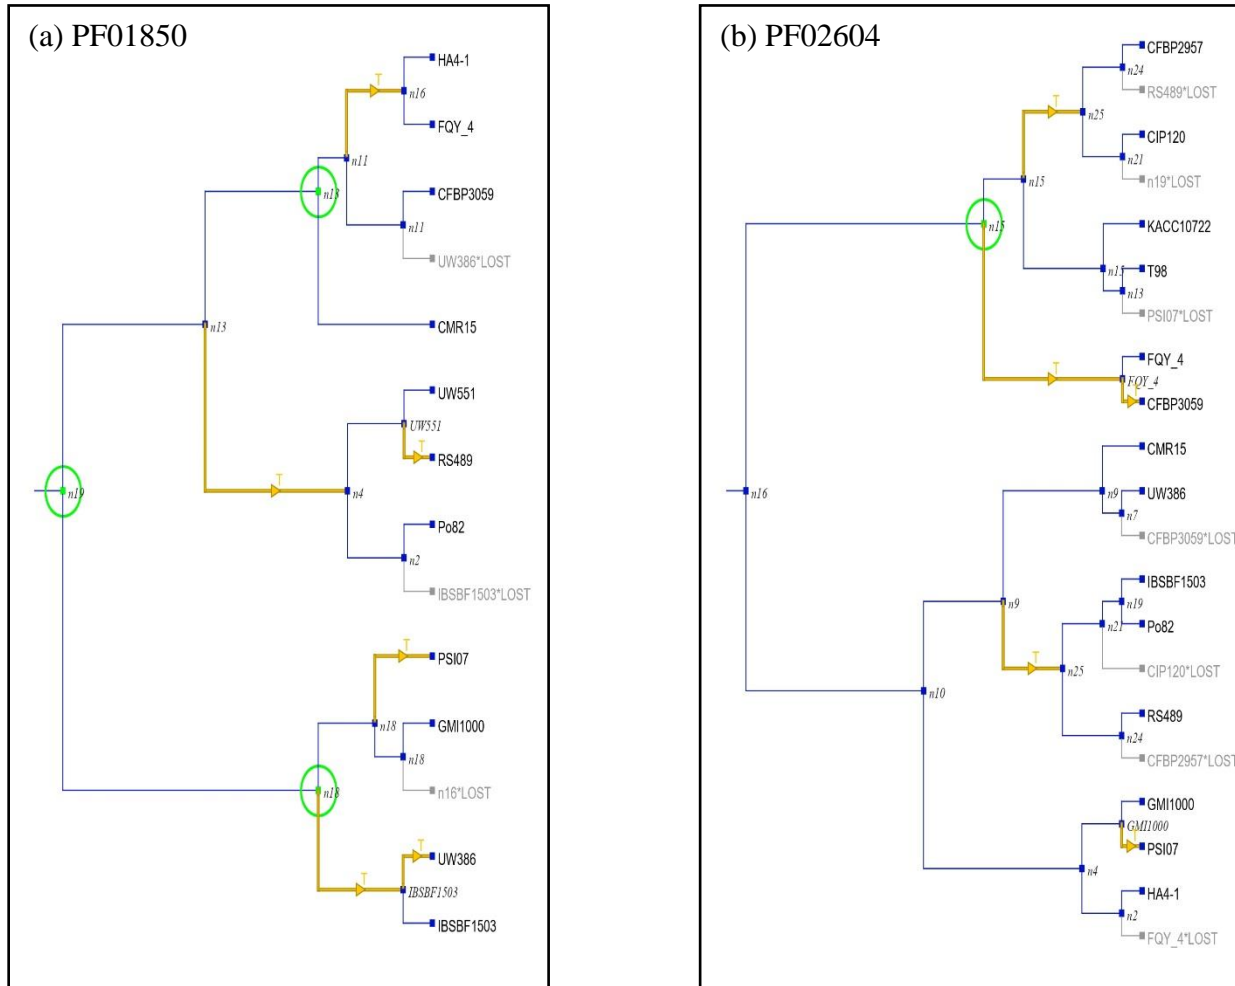 (a) PF01850
HA4-1
T
n16
FQY_4
n11
CFBP3059
n13
n11
UW386*LOST
CMR15
n13
UW551
UW551
T
RS489
T
n19
n4
Po82
n2
IBSBF1503*LOST
T
PSI07
GMI1000
n18
n18
n16*LOST
n18
T
UW386
T
IBSBF1503
IBSBF1503
(b) PF02604
CFBP2957
n24
RS489*LOST
T
n25
CIP120
n21
n19*LOST
n15
KACC10722
n15
T98
n15
n13
PSI07*LOST
FQY_4
T
FQY_4
T
CFBP3059
CMR15
n9
UW386
n16
n7
CFBP3059*LOST
IBSBF1503
n9
n19
n21
Po82
T
n25
CIP120*LOST
n10
RS489
n24
CFBP2957*LOST
GMI1000
GMI1000
T
PSI07
n4
HA4-1
n2
FQY_4*LOST